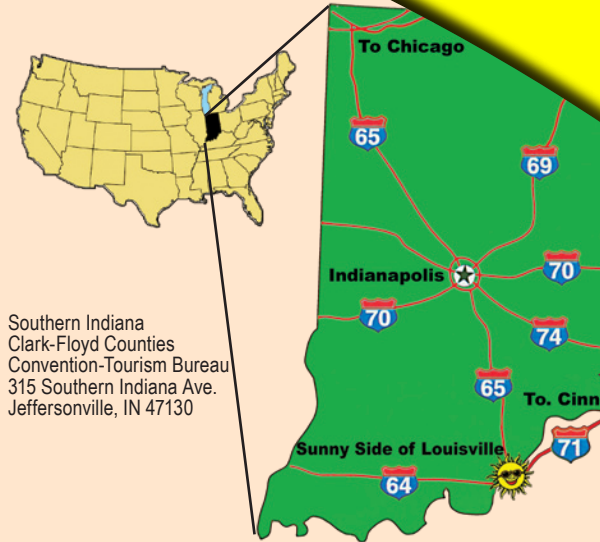 To Chicago
65
69
Indianapolis
70
70
74
65
To. Cinn
71
Sunny Side of Louisville
64
Southern Indiana
Clark-Floyd Counties
Convention-Tourism Bureau
315 Southern Indiana Ave.
Jeffersonville, IN 47130